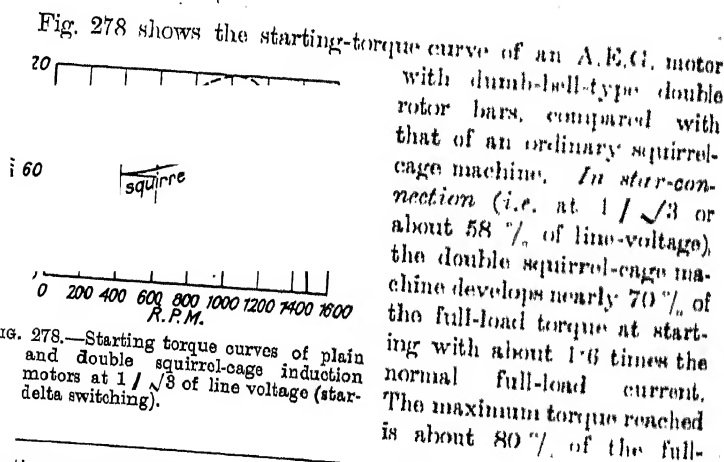 Fig. 278 shows the starting-torque curve of an A.E.G. motor
with dumb-bell-type double
rotor bars, compared with
that of an ordinary squirrel-
cage machine. In star-con-
nection (i.e. at 1 / √3 or
about 58 % of line-voltage),
the double squirrel-cage ma-
chine develops nearly 70 % of
the full-load torque at start-
ing with about 1·6 times the
normal full-load current.
The maximum torque reached
is about 80 % of the full-
20
60
squirre
0 200 400 600 800 1000 1200 1400 1600
R.P.M.
IG. 278.—Starting torque curves of plain
and double squirrel-cage induction
motors at 1 / √3 of line voltage (star-
delta switching).